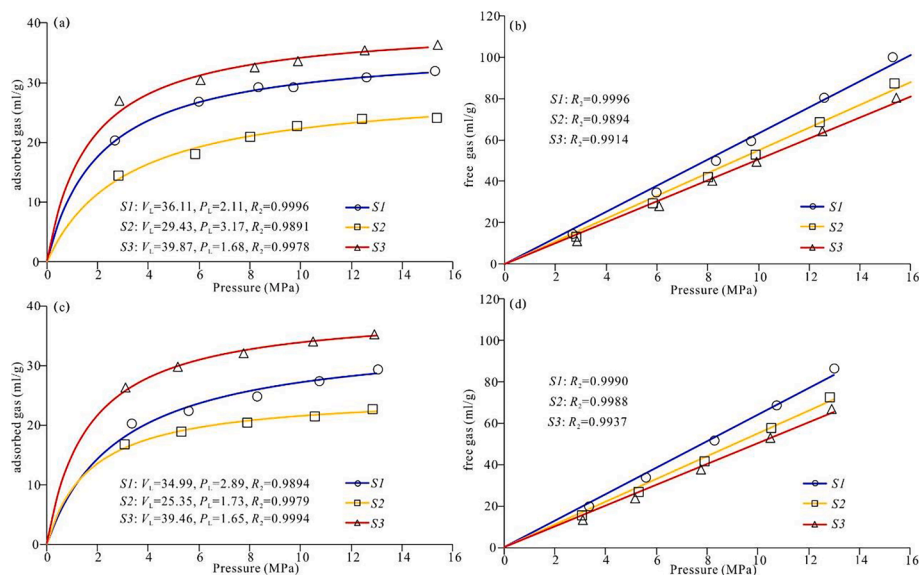 (a)
40
30
20
10
0
adsorbed gas (ml/g)
S1: VL=36.11, PL=2.11, R2=0.9996
S2: VL=29.43, PL=3.17, R2=0.9891
S3: VL=39.87, PL=1.68, R2=0.9978
S1
S2
S3
0 2 4 6 8 10 12 14 16
Pressure (MPa)
(b)
120
100
80
60
40
20
0
free gas (ml/g)
S1: R2=0.9996
S2: R2=0.9894
S3: R2=0.9914
S1
S2
S3
0 2 4 6 8 10 12 14 16
Pressure (MPa)
(c)
40
30
20
10
0
adsorbed gas (ml/g)
S1: VL=34.99, PL=2.89, R2=0.9894
S2: VL=25.35, PL=1.73, R2=0.9979
S3: VL=39.46, PL=1.65, R2=0.9994
S1
S2
S3
0 2 4 6 8 10 12 14 16
Pressure (MPa)
(d)
120
100
80
60
40
20
0
free gas (ml/g)
S1: R2=0.9990
S2: R2=0.9988
S3: R2=0.9937
S1
S2
S3
0 2 4 6 8 10 12 14 16
Pressure (MPa)